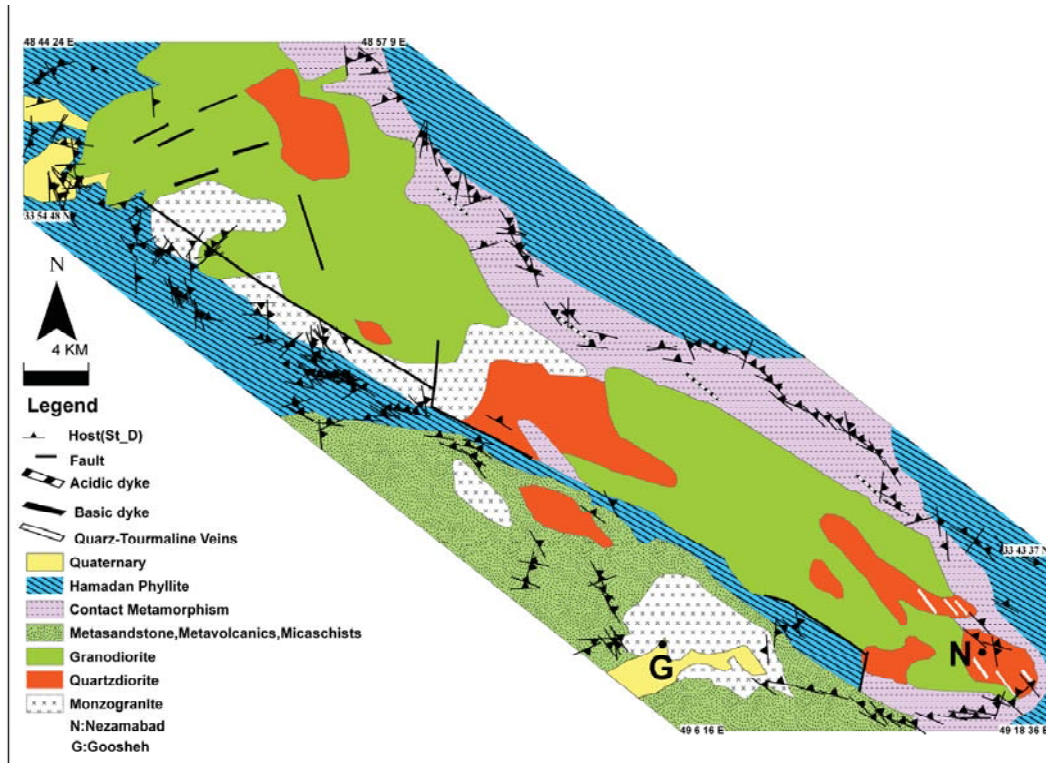 48 44 24 E
48 57 9 E
33 54 48 N
N
4 KM
Legend
Host(St_D)
Fault
Acidic dyke
Basic dyke
Quarz-Tourmaline Veins
Quaternary
Hamadan Phyllite
Contact Metamorphism
Metasandstone,Metavolcanics,Micaschists
Granodiorite
Quartzdiorite
Monzogranite
N:Nezamabad
G:Goosheh
33 43 37 N
N
G
49 6 16 E
49 18 36 E